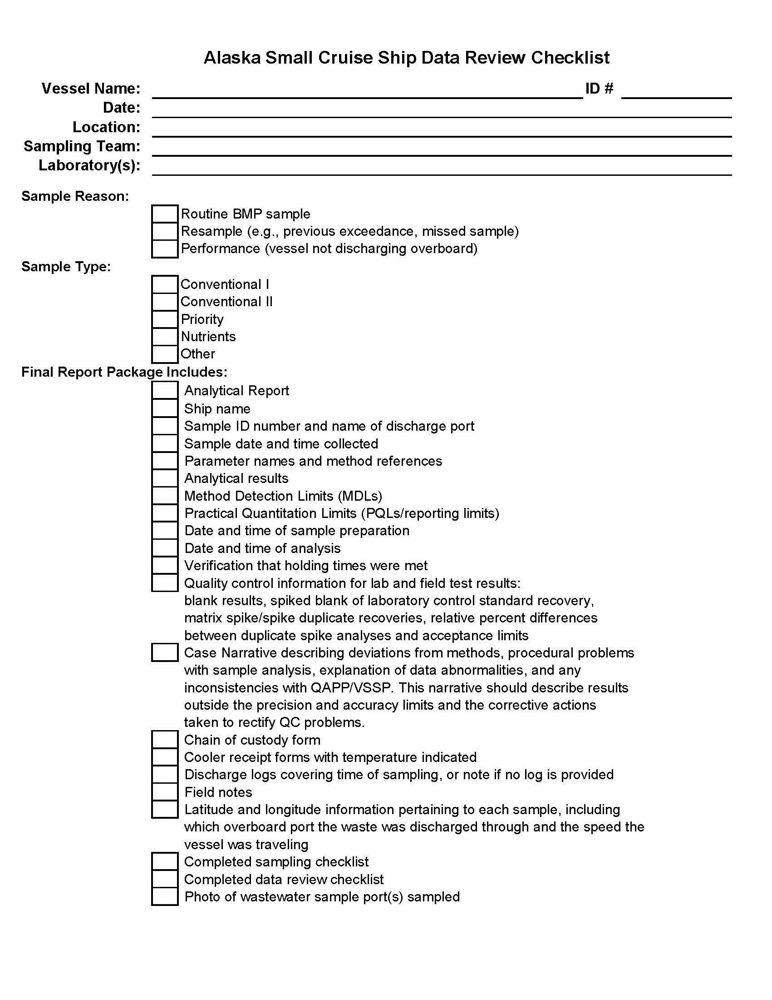 Alaska Small Cruise Ship Data Review Checklist
Vessel Name: ID #
Date:
Location:
Sampling Team:
Laboratory(s):
Sample Reason:
Routine BMP sample
Resample (e.g., previous exceedance, missed sample)
Performance (vessel not discharging overboard)
Sample Type:
Conventional I
Conventional II
Priority
Nutrients
Other
Final Report Package Includes:
Analytical Report
Ship name
Sample ID number and name of discharge port
Sample date and time collected
Parameter names and method references
Analytical results
Method Detection Limits (MDLs)
Practical Quantitation Limits (PQLs/reporting limits)
Date and time of sample preparation
Date and time of analysis
Verification that holding times were met
Quality control information for lab and field test results:
blank results, spiked blank of laboratory control standard recovery,
matrix spike/spike duplicate recoveries, relative percent differences
between duplicate spike analyses and acceptance limits
Case Narrative describing deviations from methods, procedural problems
with sample analysis, explanation of data abnormalities, and any
inconsistencies with QAPP/VSSP. This narrative should describe results
outside the precision and accuracy limits and the corrective actions
taken to rectify QC problems.
Chain of custody form
Cooler receipt forms with temperature indicated
Discharge logs covering time of sampling, or note if no log is provided
Field notes
Latitude and longitude information pertaining to each sample, including
which overboard port the waste was discharged through and the speed the
vessel was traveling
Completed sampling checklist
Completed data review checklist
Photo of wastewater sample port(s) sampled